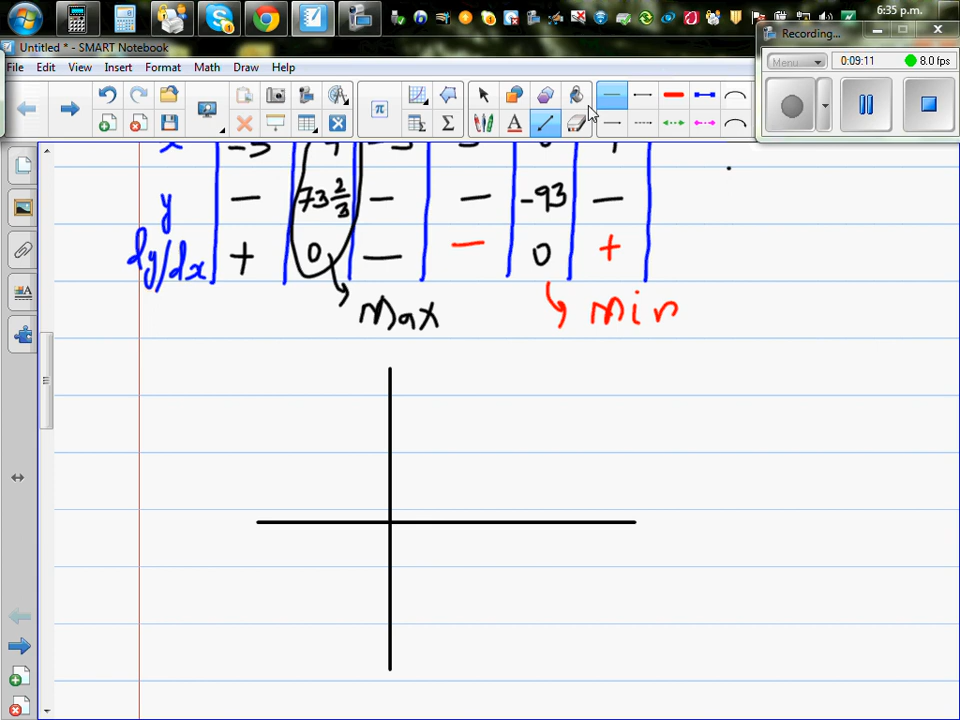 6:35 p.m.
Untitled * - SMART Notebook
Recording...
File Edit View Insert Format Math Draw Help
Menu 0:09:11 8.0 fps
y — 73 2/3 — — -93 —
dy/dx + 0 — — 0 +
Max Min